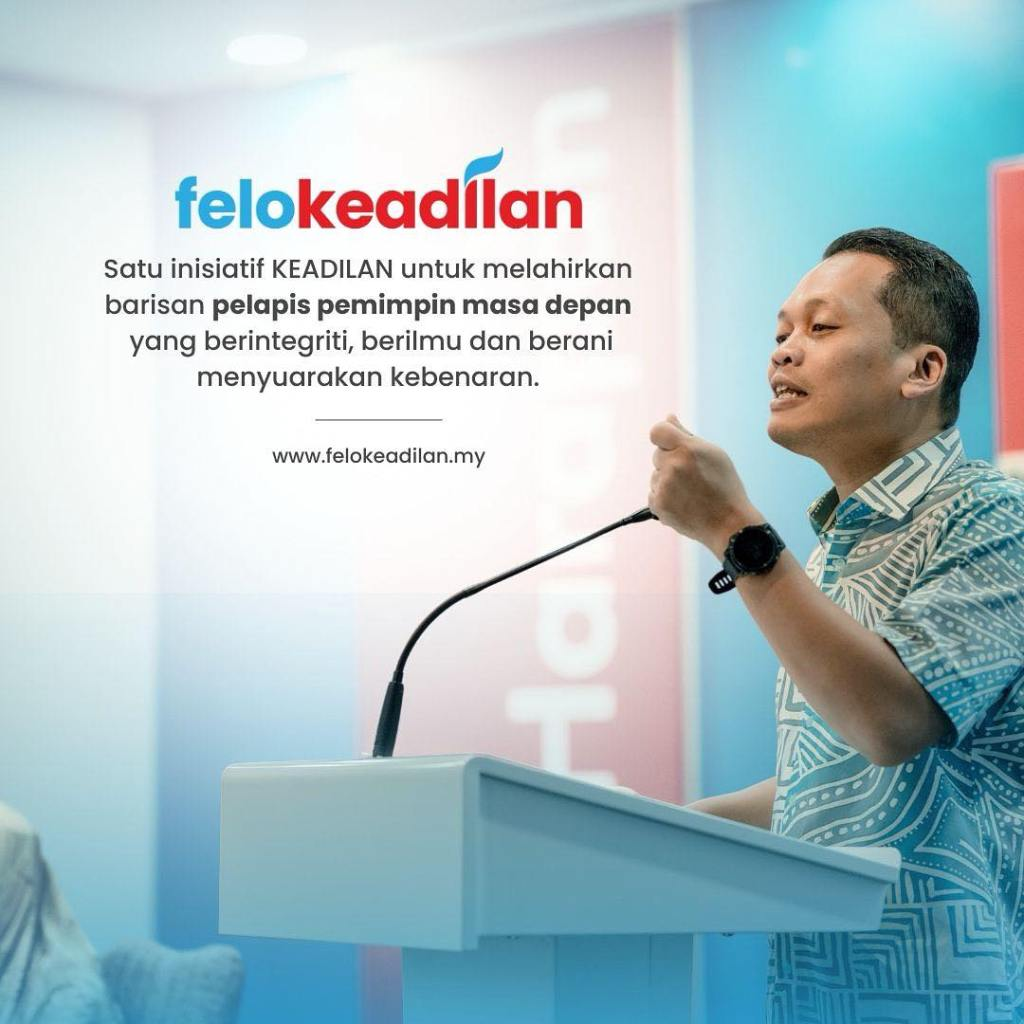 felokeadilan
Satu inisiatif KEADILAN untuk melahirkan
barisan pelapis pemimpin masa depan
yang berintegriti, berilmu dan berani
menyuarakan kebenaran.
www.felokeadilan.my